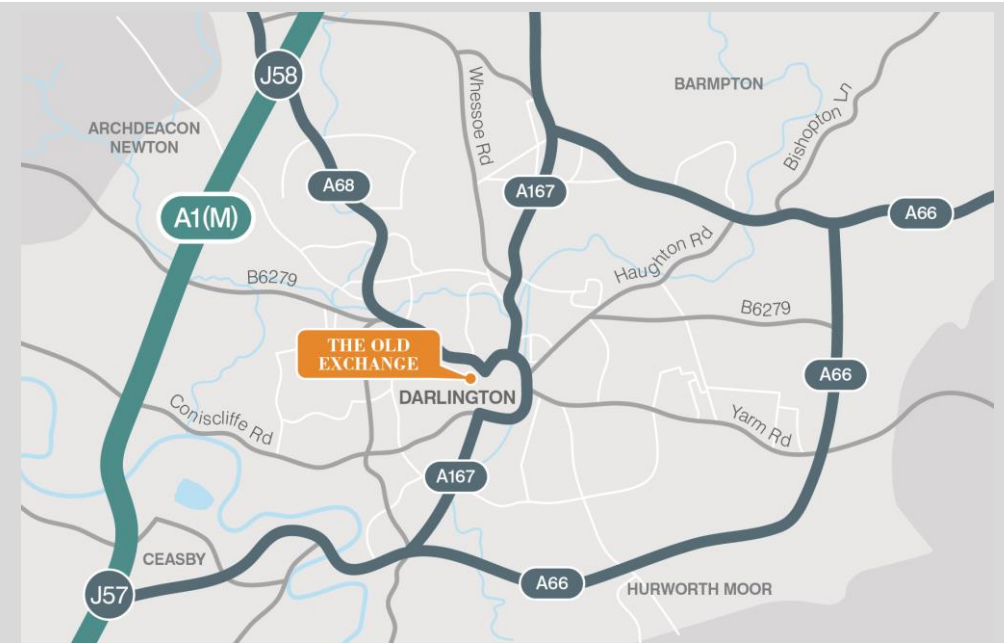 J58
Whessoe Rd
BARMPTON
Bishopton Ln
ARCHDEACON
NEWTON
A68
A167
A1(M)
A66
Haughton Rd
B6279
B6279
THE OLD
EXCHANGE
A66
DARLINGTON
Coniscliffe Rd
Yarm Rd
A167
CEASBY
J57
A66
HURWORTH MOOR